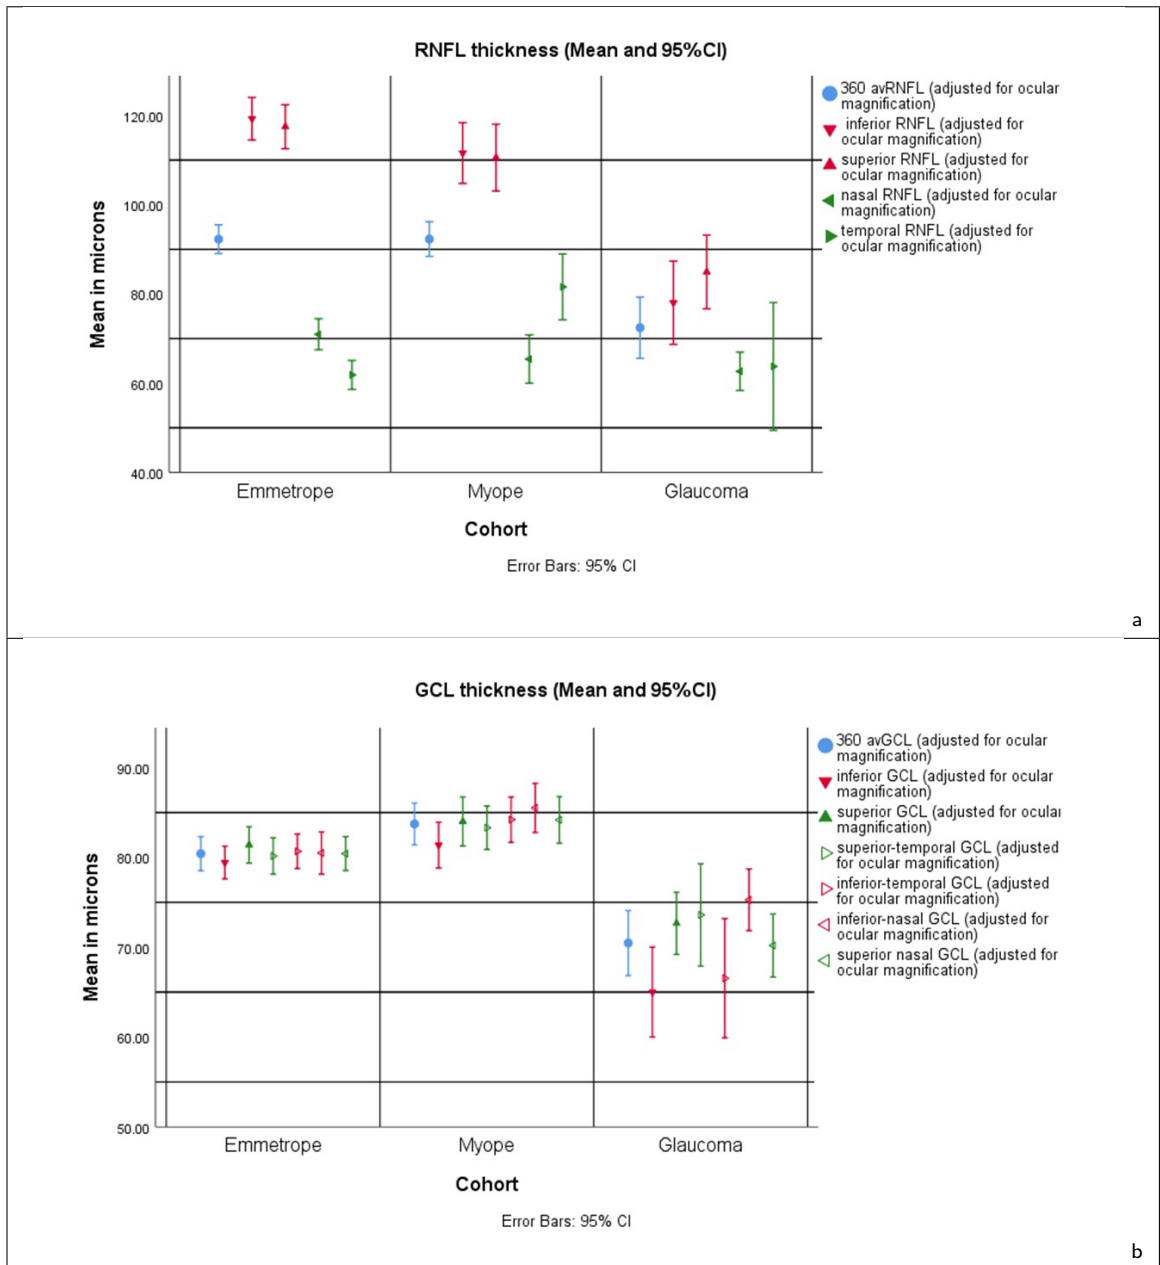 RNFL thickness (Mean and 95%CI)
120.00
100.00
80.00
60.00
40.00
Mean in microns
Emmetrope
Myope
Glaucoma
Cohort
Error Bars: 95% CI
360 avRNFL (adjusted for ocular
magnification)
inferior RNFL (adjusted for
ocular magnification)
superior RNFL (adjusted for
ocular magnification)
nasal RNFL (adjusted for ocular
magnification)
temporal RNFL (adjusted for
ocular magnification)
a
GCL thickness (Mean and 95%CI)
90.00
80.00
70.00
60.00
50.00
Mean in microns
Emmetrope
Myope
Glaucoma
Cohort
Error Bars: 95% CI
360 avGCL (adjusted for ocular
magnification)
inferior GCL (adjusted for ocular
magnification)
superior GCL (adjusted for ocular
magnification)
superior-temporal GCL (adjusted
for ocular magnification)
inferior-temporal GCL (adjusted
for ocular magnification)
inferior-nasal GCL (adjusted for
ocular magnification)
superior nasal GCL (adjusted for
ocular magnification)
b